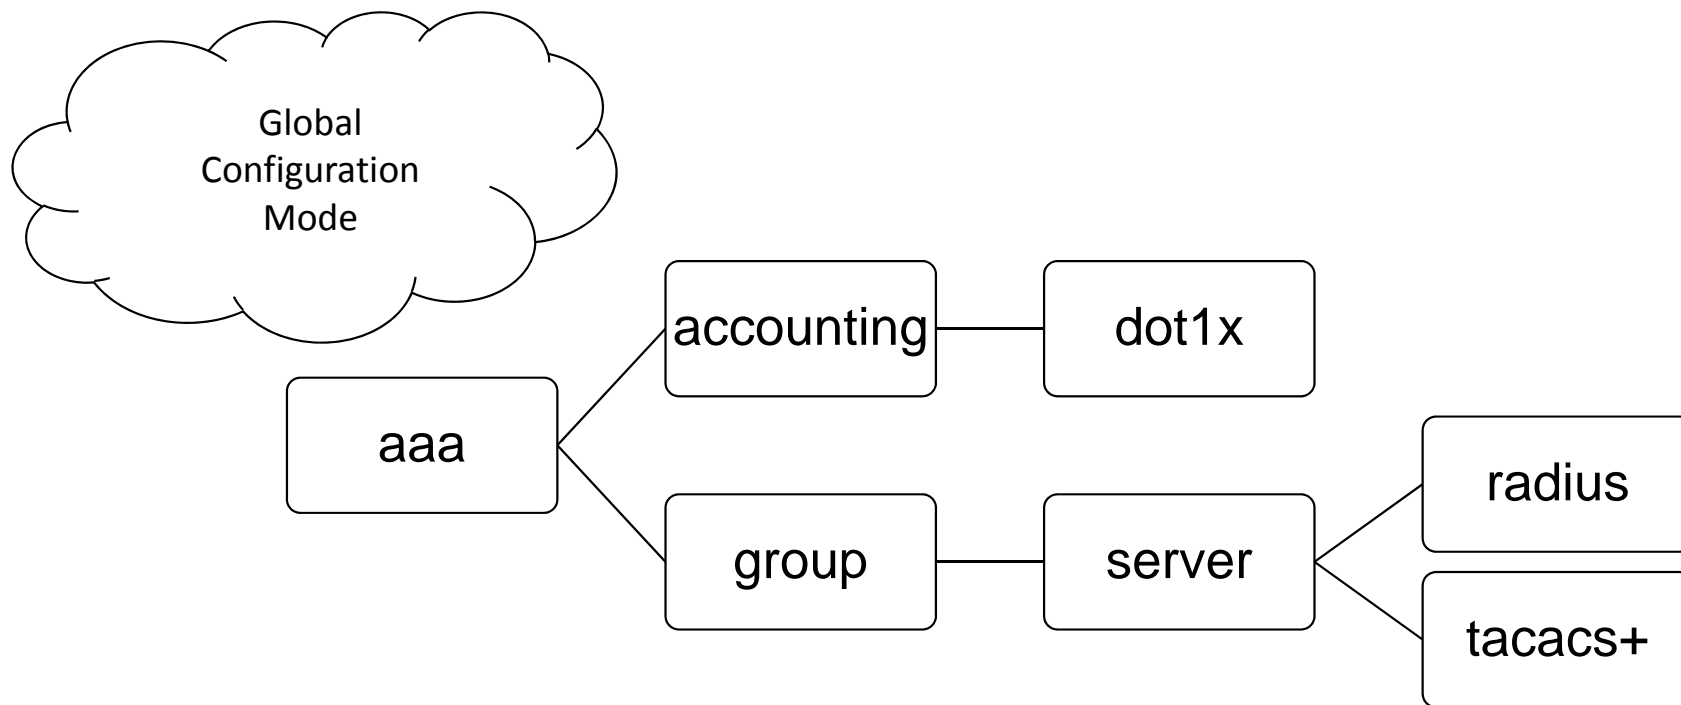 Global
Configuration
Mode
accounting
dot1x
aaa
radius
group
server
tacacs+